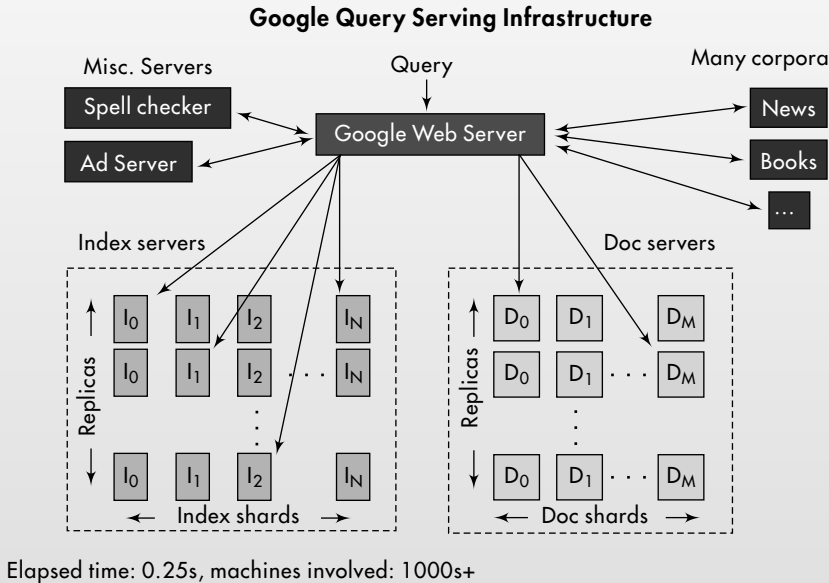 Google Query Serving Infrastructure
Misc. Servers
Query
Many corpora
Spell checker
Google Web Server
News
Ad Server
Books
...
Index servers
Doc servers
Replicas
I0 I1 I2 IN
I0 I1 I2 . . . IN
.
.
.
I0 I1 I2 IN
Index shards
Replicas
D0 D1 DM
D0 D1 . . . DM
.
.
.
D0 D1 . . . DM
Doc shards
Elapsed time: 0.25s, machines involved: 1000s+